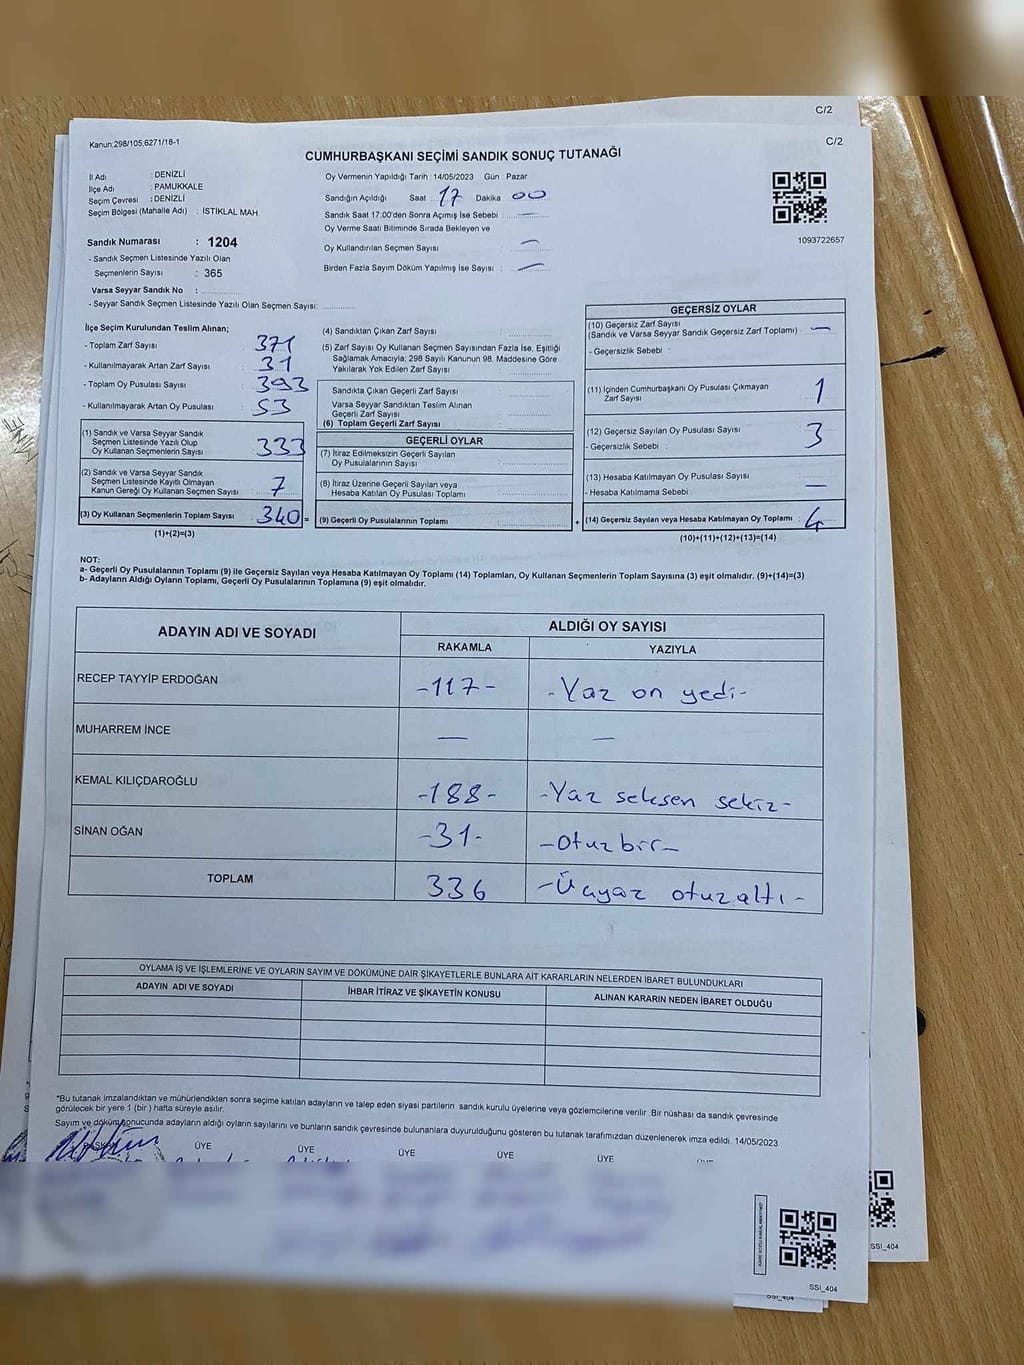 C/2
C/2
Kanun:298/105;6271/18-1
CUMHURBAŞKANI SEÇİMİ SANDIK SONUÇ TUTANAĞI
İl Adı : DENİZLİ
İlçe Adı : PAMUKKALE
Seçim Çevresi : DENİZLİ
Seçim Bölgesi (Mahalle Adı) : İSTİKLAL MAH.
Oy Vermenin Yapıldığı Tarih : 14/05/2023 Gün : Pazar
Sandığın Açıldığı Saat : 17 Dakika 00
Sandık Saat 17.00'den Sonra Açımış İse Sebebi : —
Oy Verme Saati Bitiminde Sırada Bekleyen ve
Oy Kullandırılan Seçmen Sayısı : —
Birden Fazla Sayım Döküm Yapılmış İse Sayısı : —
1093722657
Sandık Numarası : 1204
- Sandık Seçmen Listesinde Yazılı Olan
Seçmenlerin Sayısı : 365
Varsa Seyyar Sandık No :
- Seyyar Sandık Seçmen Listesinde Yazılı Olan Seçmen Sayısı:
İlçe Seçim Kurulundan Teslim Alınan;
- Toplam Zarf Sayısı : 371
- Kullanılmayarak Artan Zarf Sayısı : 31
- Toplam Oy Pusulası Sayısı : 393
- Kullanılmayarak Artan Oy Pusulası : 53
(1) Sandık ve Varsa Seyyar Sandık
Seçmen Listesinde Yazılı Olup
Oy Kullanan Seçmenlerin Sayısı : 333
(2) Sandık ve Varsa Seyyar Sandık
Seçmen Listesinde Kayıtlı Olmayan
Kanun Gereği Oy Kullanan Seçmen Sayısı : 7
(3) Oy Kullanan Seçmenlerin Toplam Sayısı : 340 =
(1)+(2)=(3)
(4) Sandıktan Çıkan Zarf Sayısı :
(5) Zarf Sayısı Oy Kullanan Seçmen Sayısından Fazla İse, Eşitliği
Sağlamak Amacıyla; 298 Sayılı Kanunun 98. Maddesine Göre
Yakılarak Yok Edilen Zarf Sayısı :
Sandıkta Çıkan Geçerli Zarf Sayısı :
Varsa Seyyar Sandıktan Teslim Alınan
Geçerli Zarf Sayısı :
(6) Toplam Geçerli Zarf Sayısı :
GEÇERLİ OYLAR
(7) İtiraz Edilmeksizin Geçerli Sayılan
Oy Pusulalarının Sayısı :
(8) İtiraz Üzerine Geçerli Sayılan veya
Hesaba Katılan Oy Pusulası Toplamı :
(9) Geçerli Oy Pusulalarının Toplamı : +
GEÇERSİZ OYLAR
(10) Geçersiz Zarf Sayısı
(Sandık ve Varsa Seyyar Sandık Geçersiz Zarf Toplamı) : —
- Geçersizlik Sebebi :
(11) İçinden Cumhurbaşkanı Oy Pusulası Çıkmayan
Zarf Sayısı : 1
(12) Geçersiz Sayılan Oy Pusulası Sayısı : 3
- Geçersizlik Sebebi :
(13) Hesaba Katılmayan Oy Pusulası Sayısı : —
- Hesaba Katılmama Sebebi :
(14) Geçersiz Sayılan veya Hesaba Katılmayan Oy Toplamı : 4
(10)+(11)+(12)+(13)=(14)
NOT:
a- Geçerli Oy Pusulalarının Toplamı (9) ile Geçersiz Sayılan veya Hesaba Katılmayan Oy Toplamı (14) Toplamları, Oy Kullanan Seçmenlerin Toplam Sayısına (3) eşit olmalıdır. (9)+(14)=(3)
b- Adayların Aldığı Oyların Toplamı, Geçerli Oy Pusulalarının Toplamına (9) eşit olmalıdır.
ADAYIN ADI VE SOYADI ALDIĞI OY SAYISI
RAKAMLA YAZIYLA
RECEP TAYYİP ERDOĞAN -117- -Yüz on yedi-
MUHARREM İNCE — —
KEMAL KILIÇDAROĞLU -188- -Yüz seksen sekiz-
SİNAN OĞAN -31- -Otuz bir-
TOPLAM 336 -Üçyüz otuzaltı-
OYLAMA İŞ VE İŞLEMLERİNE VE OYLARIN SAYIM VE DÖKÜMÜNE DAİR ŞİKAYETLERLE BUNLARA AİT KARARLARIN NELERDEN İBARET BULUNDUKLARI
ADAYIN ADI VE SOYADI İHBAR İTİRAZ VE ŞİKAYETİN KONUSU ALINAN KARARIN NEDEN İBARET OLDUĞU
*Bu tutanak imzalandıktan ve mühürlendikten sonra seçime katılan adayların ve talep eden siyasi partilerin sandık kurulu üyelerine veya gözlemcilerine verilir. Bir nüshası da sandık çevresinde
görülecek bir yere 1 (bir ) hafta süreyle asılır.
Sayım ve döküm sonucunda adayların aldığı oyların sayılarını ve bunların sandık çevresinde bulunanlara duyurulduğunu gösteren bu tutanak tarafımızdan düzenlenerek imza edildi. 14/05/2023
BAŞKAN ÜYE ÜYE ÜYE ÜYE ÜYE
SSI_404
SSI_404
SSI_404